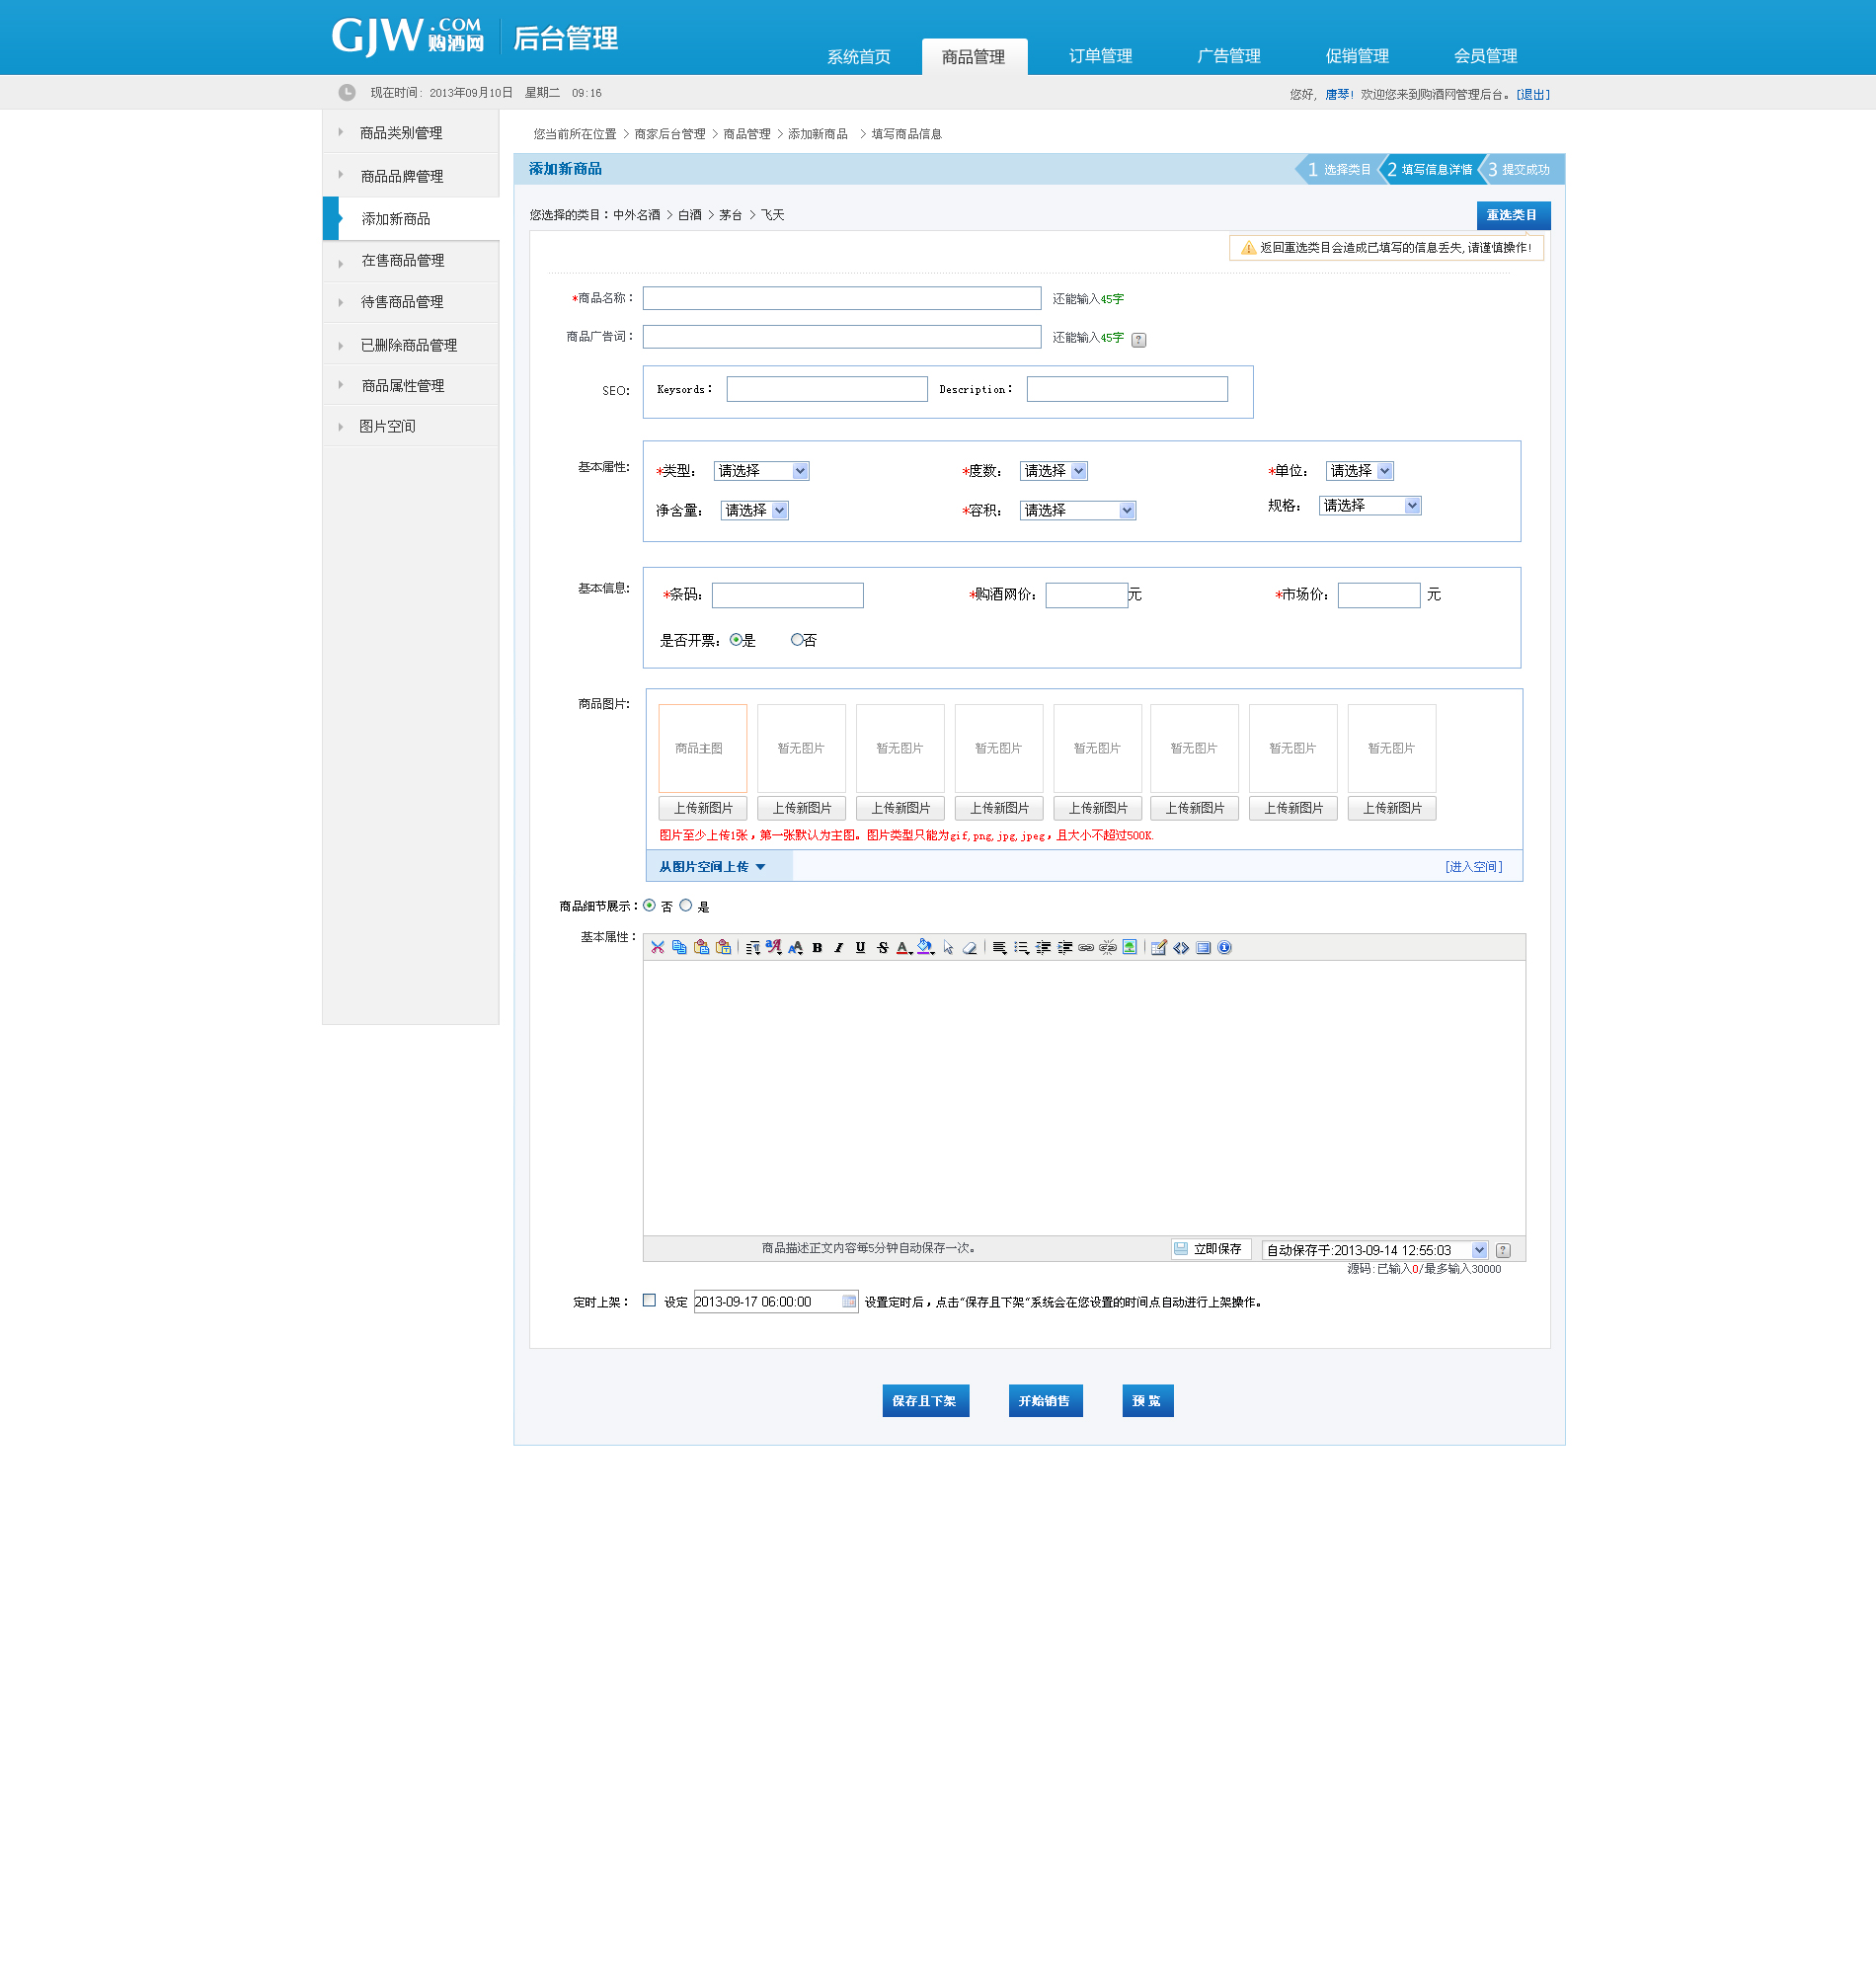 GJW.COM 购酒网 后台管理
系统首页 商品管理 订单管理 广告管理 促销管理 会员管理
现在时间: 2013年09月10日 星期二 09:16
您好, 唐琴! 欢迎您来到购酒网管理后台。[退出]
商品类别管理
商品品牌管理
添加新商品
在售商品管理
待售商品管理
已删除商品管理
商品属性管理
图片空间
您当前所在位置 > 商家后台管理 > 商品管理 > 添加新商品 > 填写商品信息
添加新商品
1 选择类目 2 填写信息详情 3 提交成功
您选择的类目：中外名酒 > 白酒 > 茅台 > 飞天
重选类目
返回重选类目会造成已填写的信息丢失,请谨慎操作!
*商品名称： 还能输入45字
商品广告词： 还能输入45字 ?
SEO: Keysords： Description：
基本属性:
*类型: 请选择 *度数: 请选择 *单位: 请选择
净含量: 请选择 *容积: 请选择 规格: 请选择
基本信息:
*条码: *购酒网价: 元 *市场价: 元
是否开票: 是 否
商品图片:
商品主图 暂无图片 暂无图片 暂无图片 暂无图片 暂无图片 暂无图片 暂无图片
上传新图片 上传新图片 上传新图片 上传新图片 上传新图片 上传新图片 上传新图片 上传新图片
图片至少上传1张，第一张默认为主图。图片类型只能为gif,png,jpg,jpeg，且大小不超过500K.
从图片空间上传 [进入空间]
商品细节展示： 否 是
基本属性：
商品描述正文内容每5分钟自动保存一次。
立即保存 自动保存于:2013-09-14 12:55:03 ?
源码:已输入0/最多输入30000
定时上架： 设定 2013-09-17 06:00:00 设置定时后，点击“保存且下架”系统会在您设置的时间点自动进行上架操作。
保存且下架 开始销售 预 览